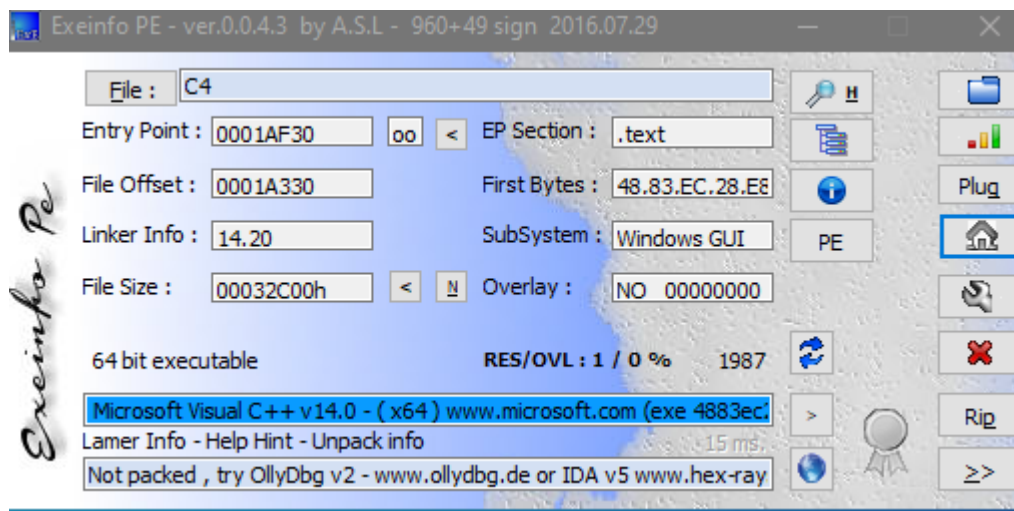 Exeinfo PE - ver.0.0.4.3 by A.S.L - 960+49 sign 2016.07.29
File : C4 H
Entry Point : 0001AF30 oo < EP Section : .text
File Offset : 0001A330 First Bytes : 48.83.EC.28.E8 Plug
Linker Info : 14.20 SubSystem : Windows GUI PE
File Size : 00032C00h < N Overlay : NO 00000000
64 bit executable RES/OVL : 1 / 0 % 1987
Microsoft Visual C++ v14.0 - ( x64 ) www.microsoft.com (exe 4883ec2 > Rip
Lamer Info - Help Hint - Unpack info 15 ms.
Not packed , try OllyDbg v2 - www.ollydbg.de or IDA v5 www.hex-ray >>
Exeinfo Pe